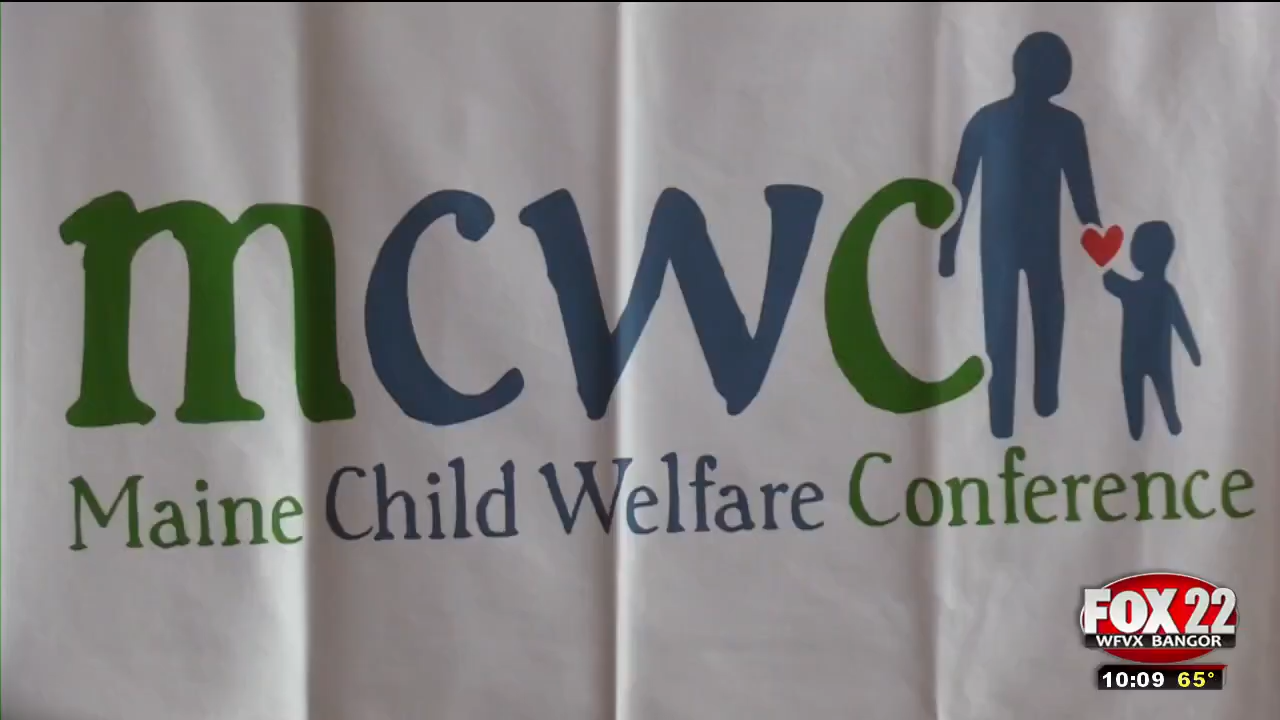 mcwc
Maine Child Welfare Conference
FOX 22
WFVX BANGOR
10:09 65°